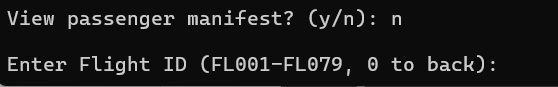 View passenger manifest? (y/n): n
Enter Flight ID (FL001-FL079, 0 to back):